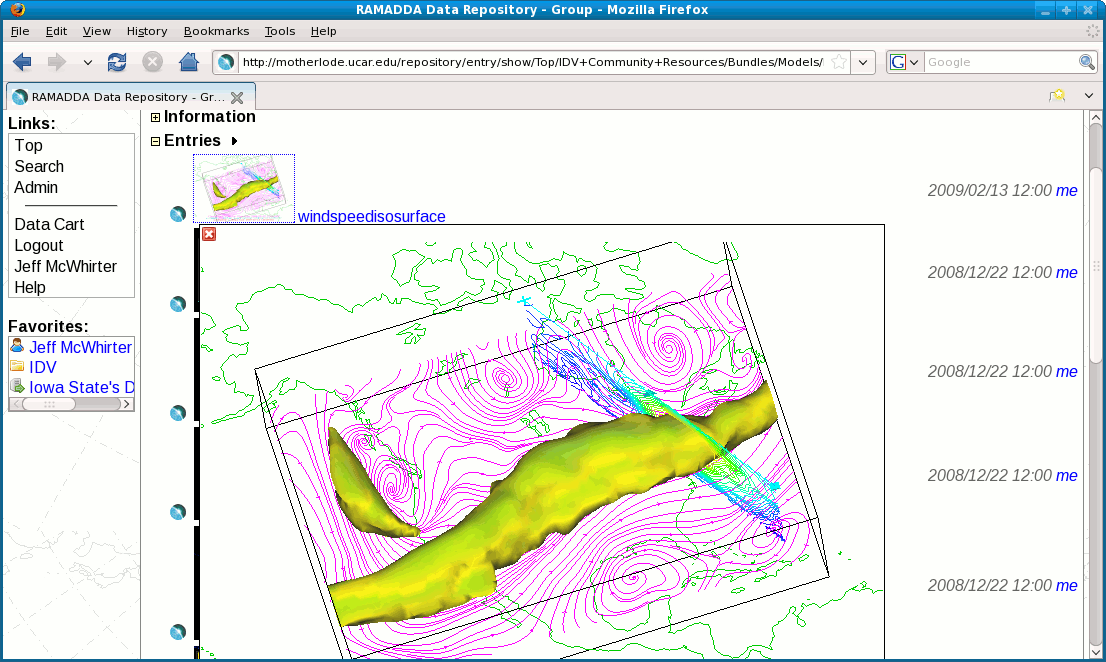 RAMADDA Data Repository - Group - Mozilla Firefox
File Edit View History Bookmarks Tools Help
http://motherlode.ucar.edu/repository/entry/show/Top/IDV+Community+Resources/Bundles/Models/
G Google
RAMADDA Data Repository - Gr...
Links:
Top
Search
Admin
Data Cart
Logout
Jeff McWhirter
Help
Favorites:
Jeff McWhirter
IDV
Iowa State's D
Information
Entries
windspeedisosurface
2009/02/13 12:00 me
2008/12/22 12:00 me
2008/12/22 12:00 me
2008/12/22 12:00 me
2008/12/22 12:00 me